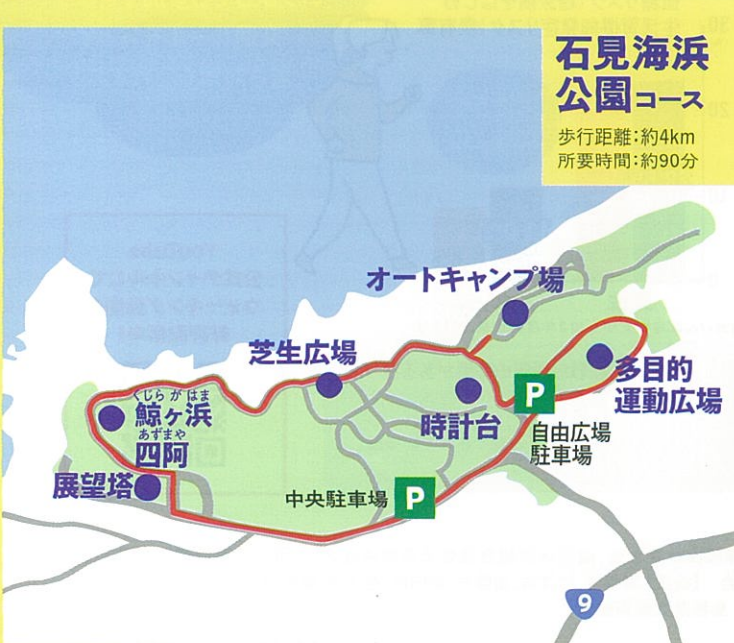 石見海浜
公園コース
歩行距離:約4km
所要時間:約90分
オートキャンプ場
芝生広場
くじらがはま
鯨ヶ浜
あずまや
四阿
展望塔
時計台
多目的
運動広場
P
自由広場
駐車場
中央駐車場 P
9